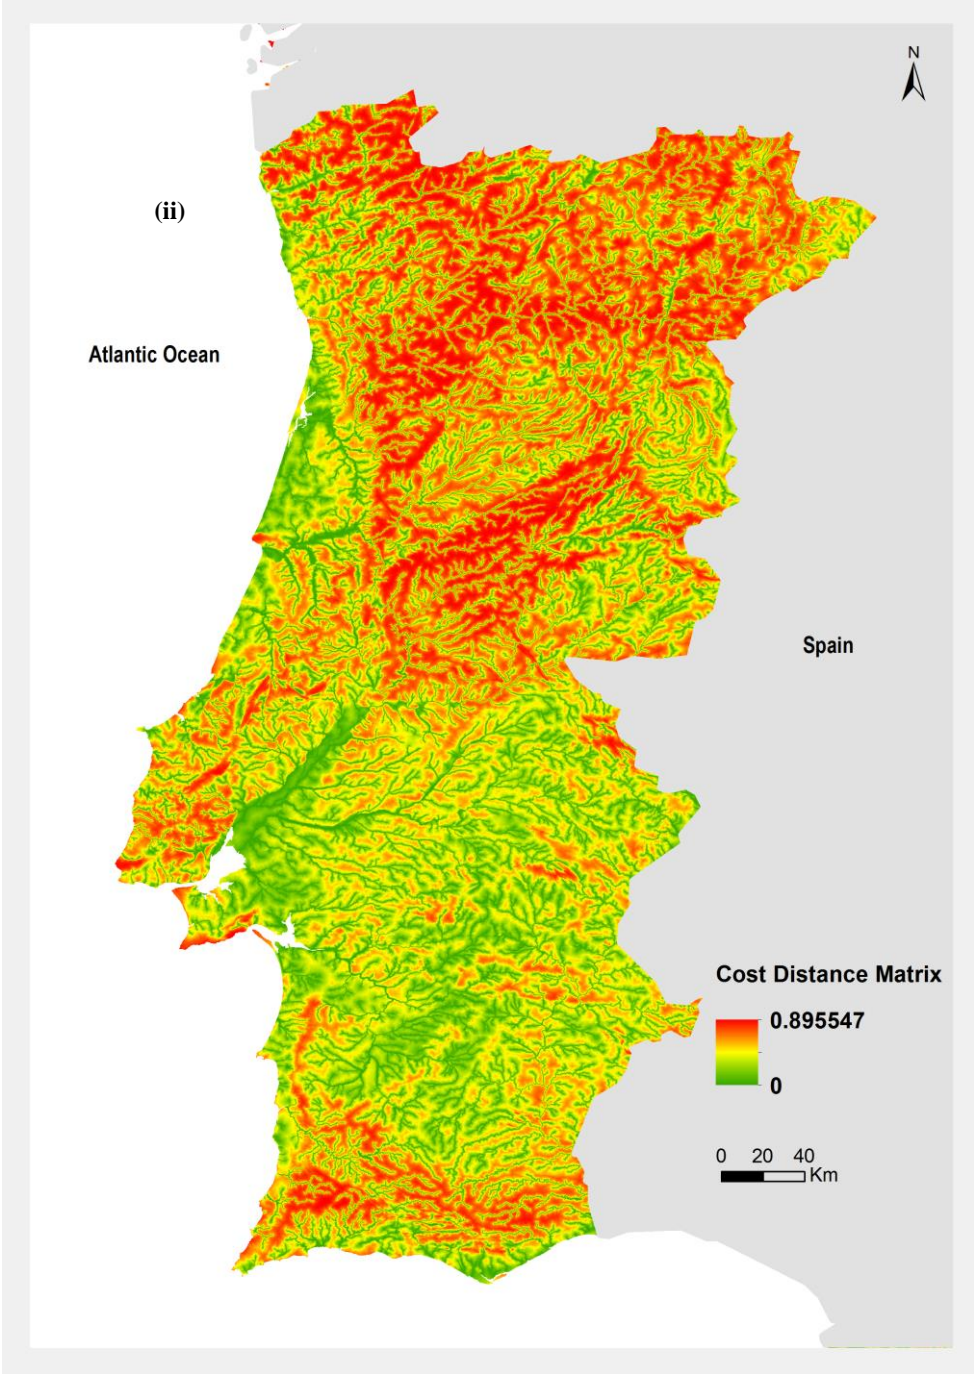 N
(ii)
Atlantic Ocean
Spain
Cost Distance Matrix
0.895547
0
0 20 40
Km